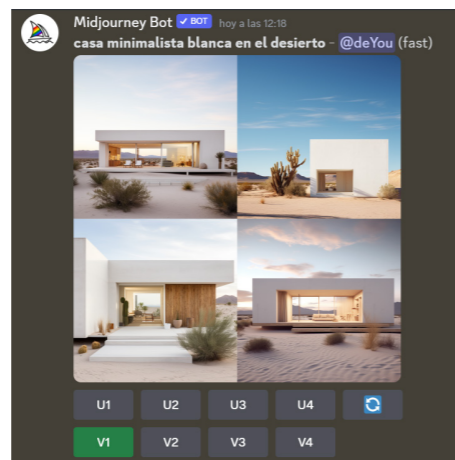 Midjourney Bot ✓ BOT hoy a las 12:18
casa minimalista blanca en el desierto - @deYou (fast)
U1 U2 U3 U4
V1 V2 V3 V4